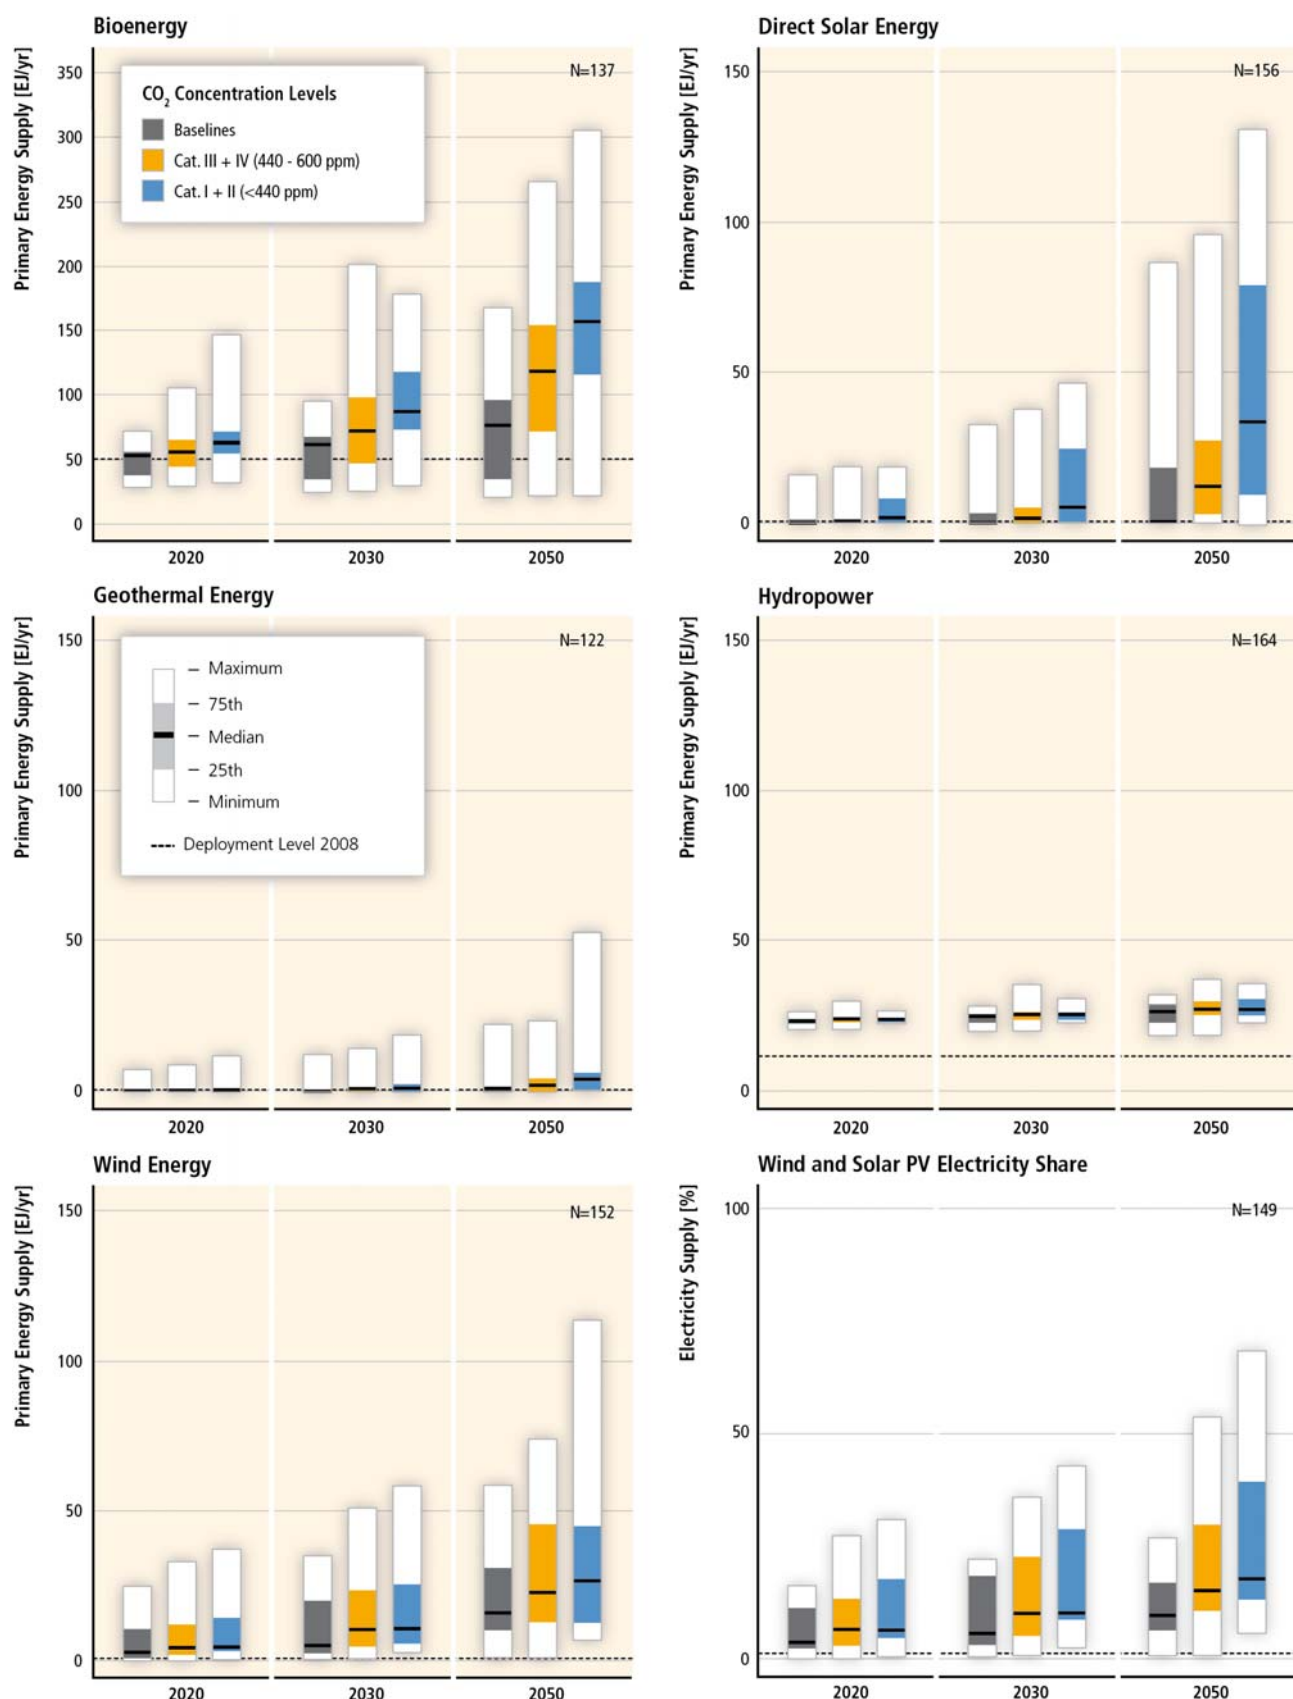 Bioenergy
Primary Energy Supply [EJ/yr]
350
300
250
200
150
100
50
0
N=137
CO2 Concentration Levels
Baselines
Cat. III + IV (440 - 600 ppm)
Cat. I + II (<440 ppm)
2020
2030
2050
Direct Solar Energy
Primary Energy Supply [EJ/yr]
150
100
50
0
N=156
2020
2030
2050
Geothermal Energy
Primary Energy Supply [EJ/yr]
150
100
50
0
N=122
Maximum
75th
Median
25th
Minimum
Deployment Level 2008
2020
2030
2050
Hydropower
Primary Energy Supply [EJ/yr]
150
100
50
0
N=164
2020
2030
2050
Wind Energy
Primary Energy Supply [EJ/yr]
150
100
50
0
N=152
2020
2030
2050
Wind and Solar PV Electricity Share
Electricity Supply [%]
100
50
0
N=149
2020
2030
2050